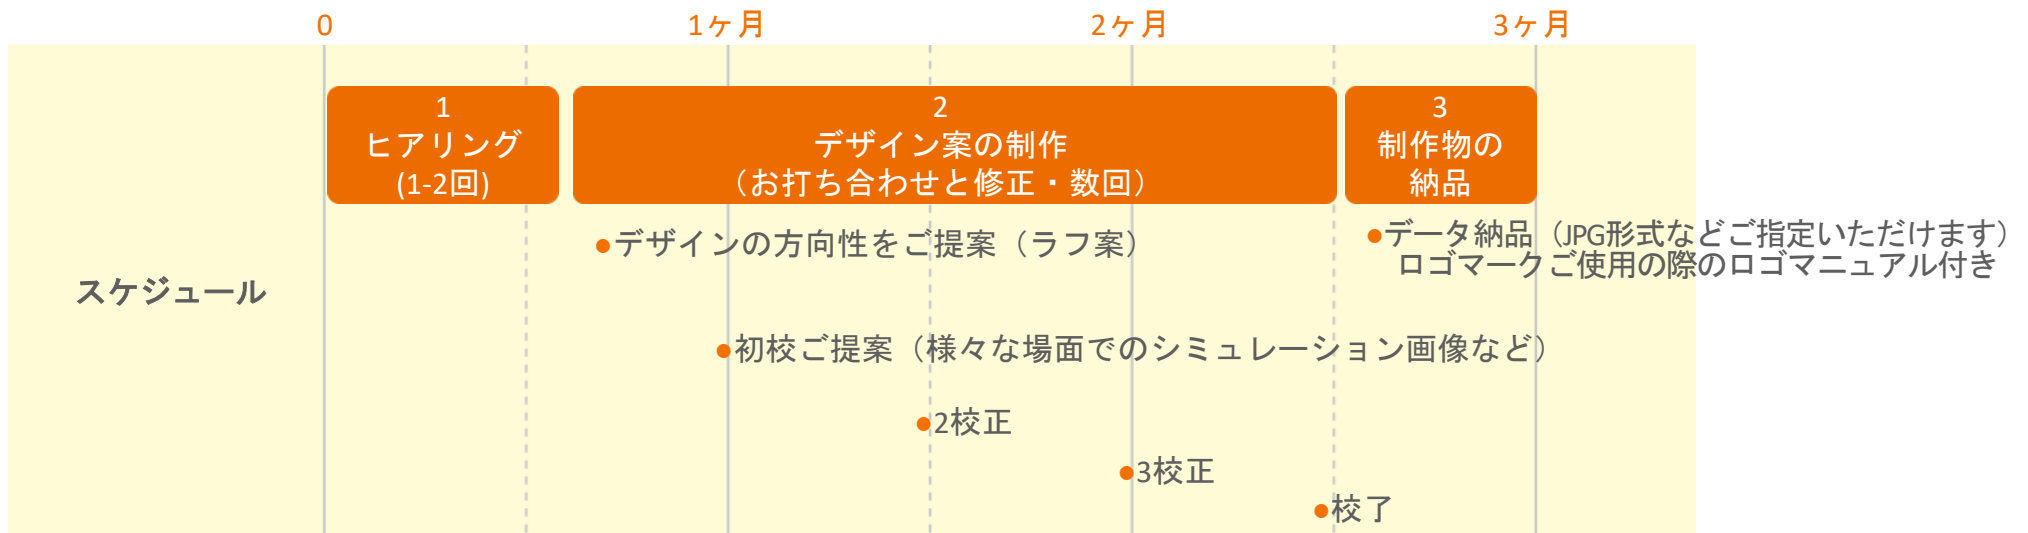 0
1ヶ月
2ヶ月
3ヶ月
1
ヒアリング
(1-2回)
2
デザイン案の制作
（お打ち合わせと修正・数回）
3
制作物の
納品
スケジュール
●デザインの方向性をご提案（ラフ案）
●データ納品（JPG形式などご指定いただけます）
ロゴマークご使用の際のロゴマニュアル付き
●初校ご提案（様々な場面でのシミュレーション画像など）
●2校正
●3校正
●校了